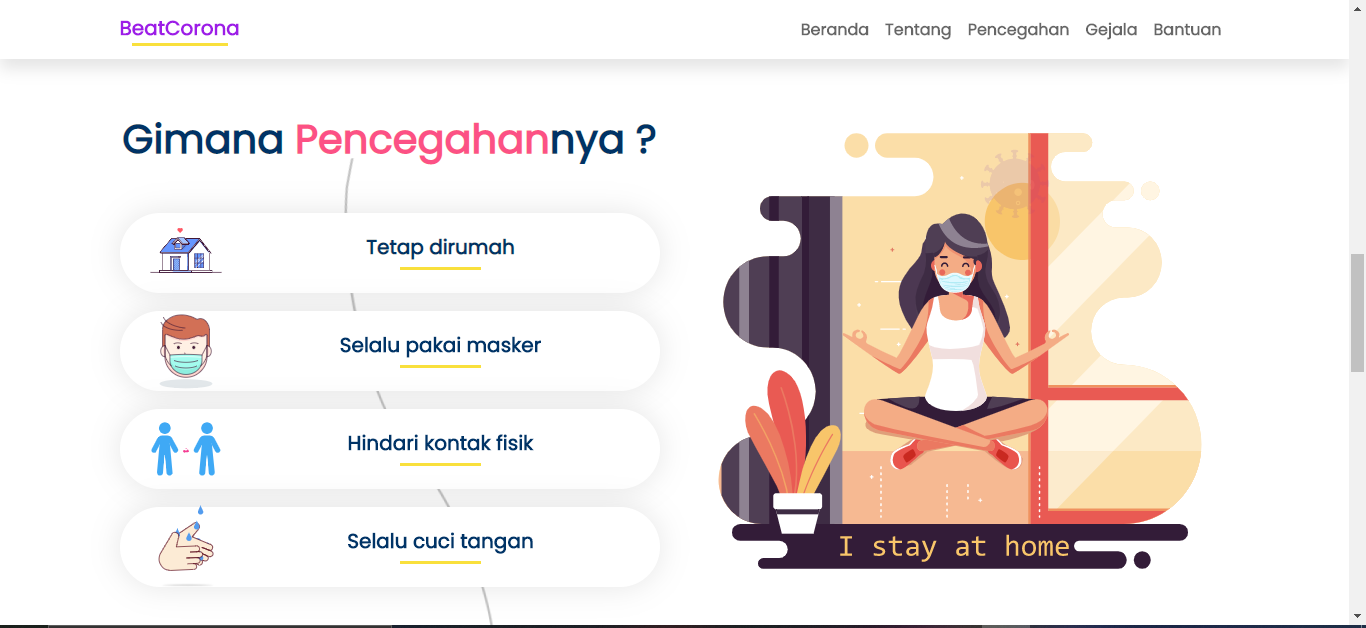 BeatCorona
Beranda Tentang Pencegahan Gejala Bantuan
Gimana Pencegahannya ?
Tetap dirumah
Selalu pakai masker
Hindari kontak fisik
Selalu cuci tangan
I stay at home